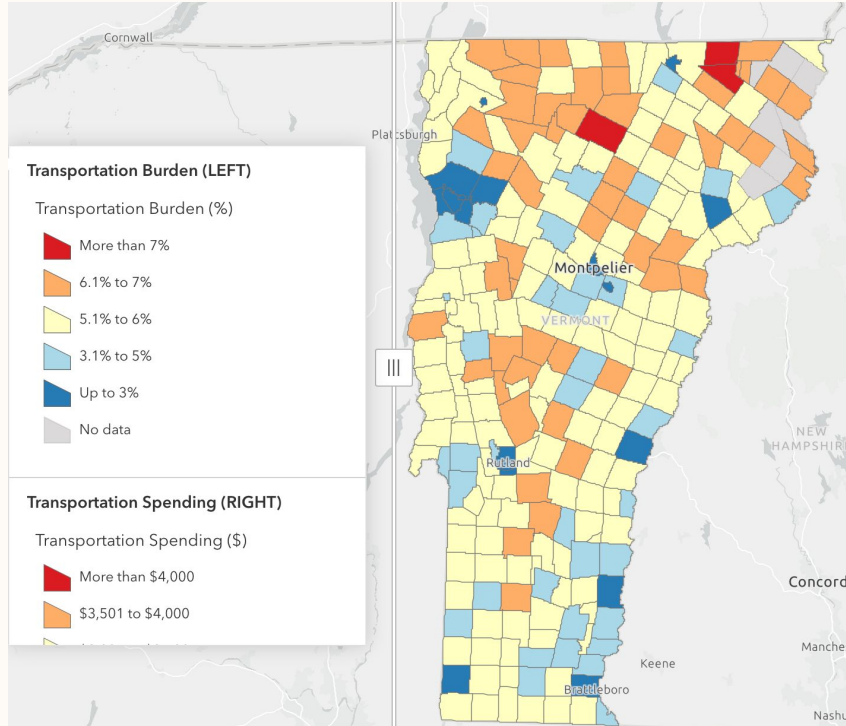 Cornwall
Plattsburgh
Transportation Burden (LEFT)
Transportation Burden (%)
More than 7%
6.1% to 7%
5.1% to 6%
3.1% to 5%
Up to 3%
No data
Transportation Spending (RIGHT)
Transportation Spending ($)
More than $4,000
$3,501 to $4,000
Montpelier
VERMONT
NEW
HAMPSHIRE
Rutland
Concord
Manche
Keene
Brattleboro
Nashu